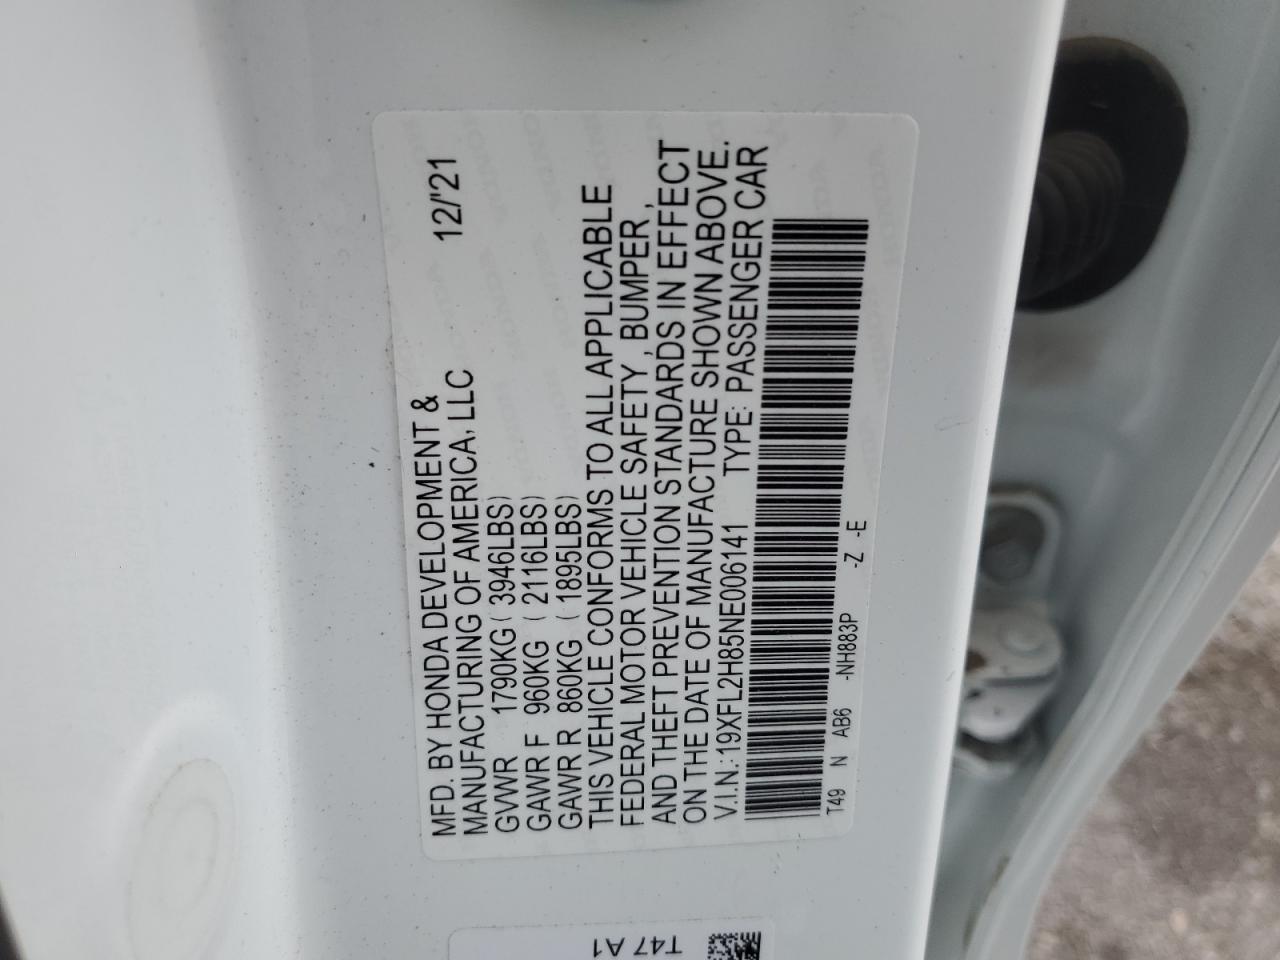 MFD. BY HONDA DEVELOPMENT &
MANUFACTURING OF AMERICA, LLC 12/'21
GVWR 1790KG ( 3946LBS)
GAWR F 960KG ( 2116LBS)
GAWR R 860KG ( 1895LBS)
THIS VEHICLE CONFORMS TO ALL APPLICABLE
FEDERAL MOTOR VEHICLE SAFETY , BUMPER ,
AND THEFT PREVENTION STANDARDS IN EFFECT
ON THE DATE OF MANUFACTURE SHOWN ABOVE.
V.I.N.: 19XFL2H85NE006141 TYPE: PASSENGER CAR
T49 N AB6 -NH883P -Z -E
T47 A1